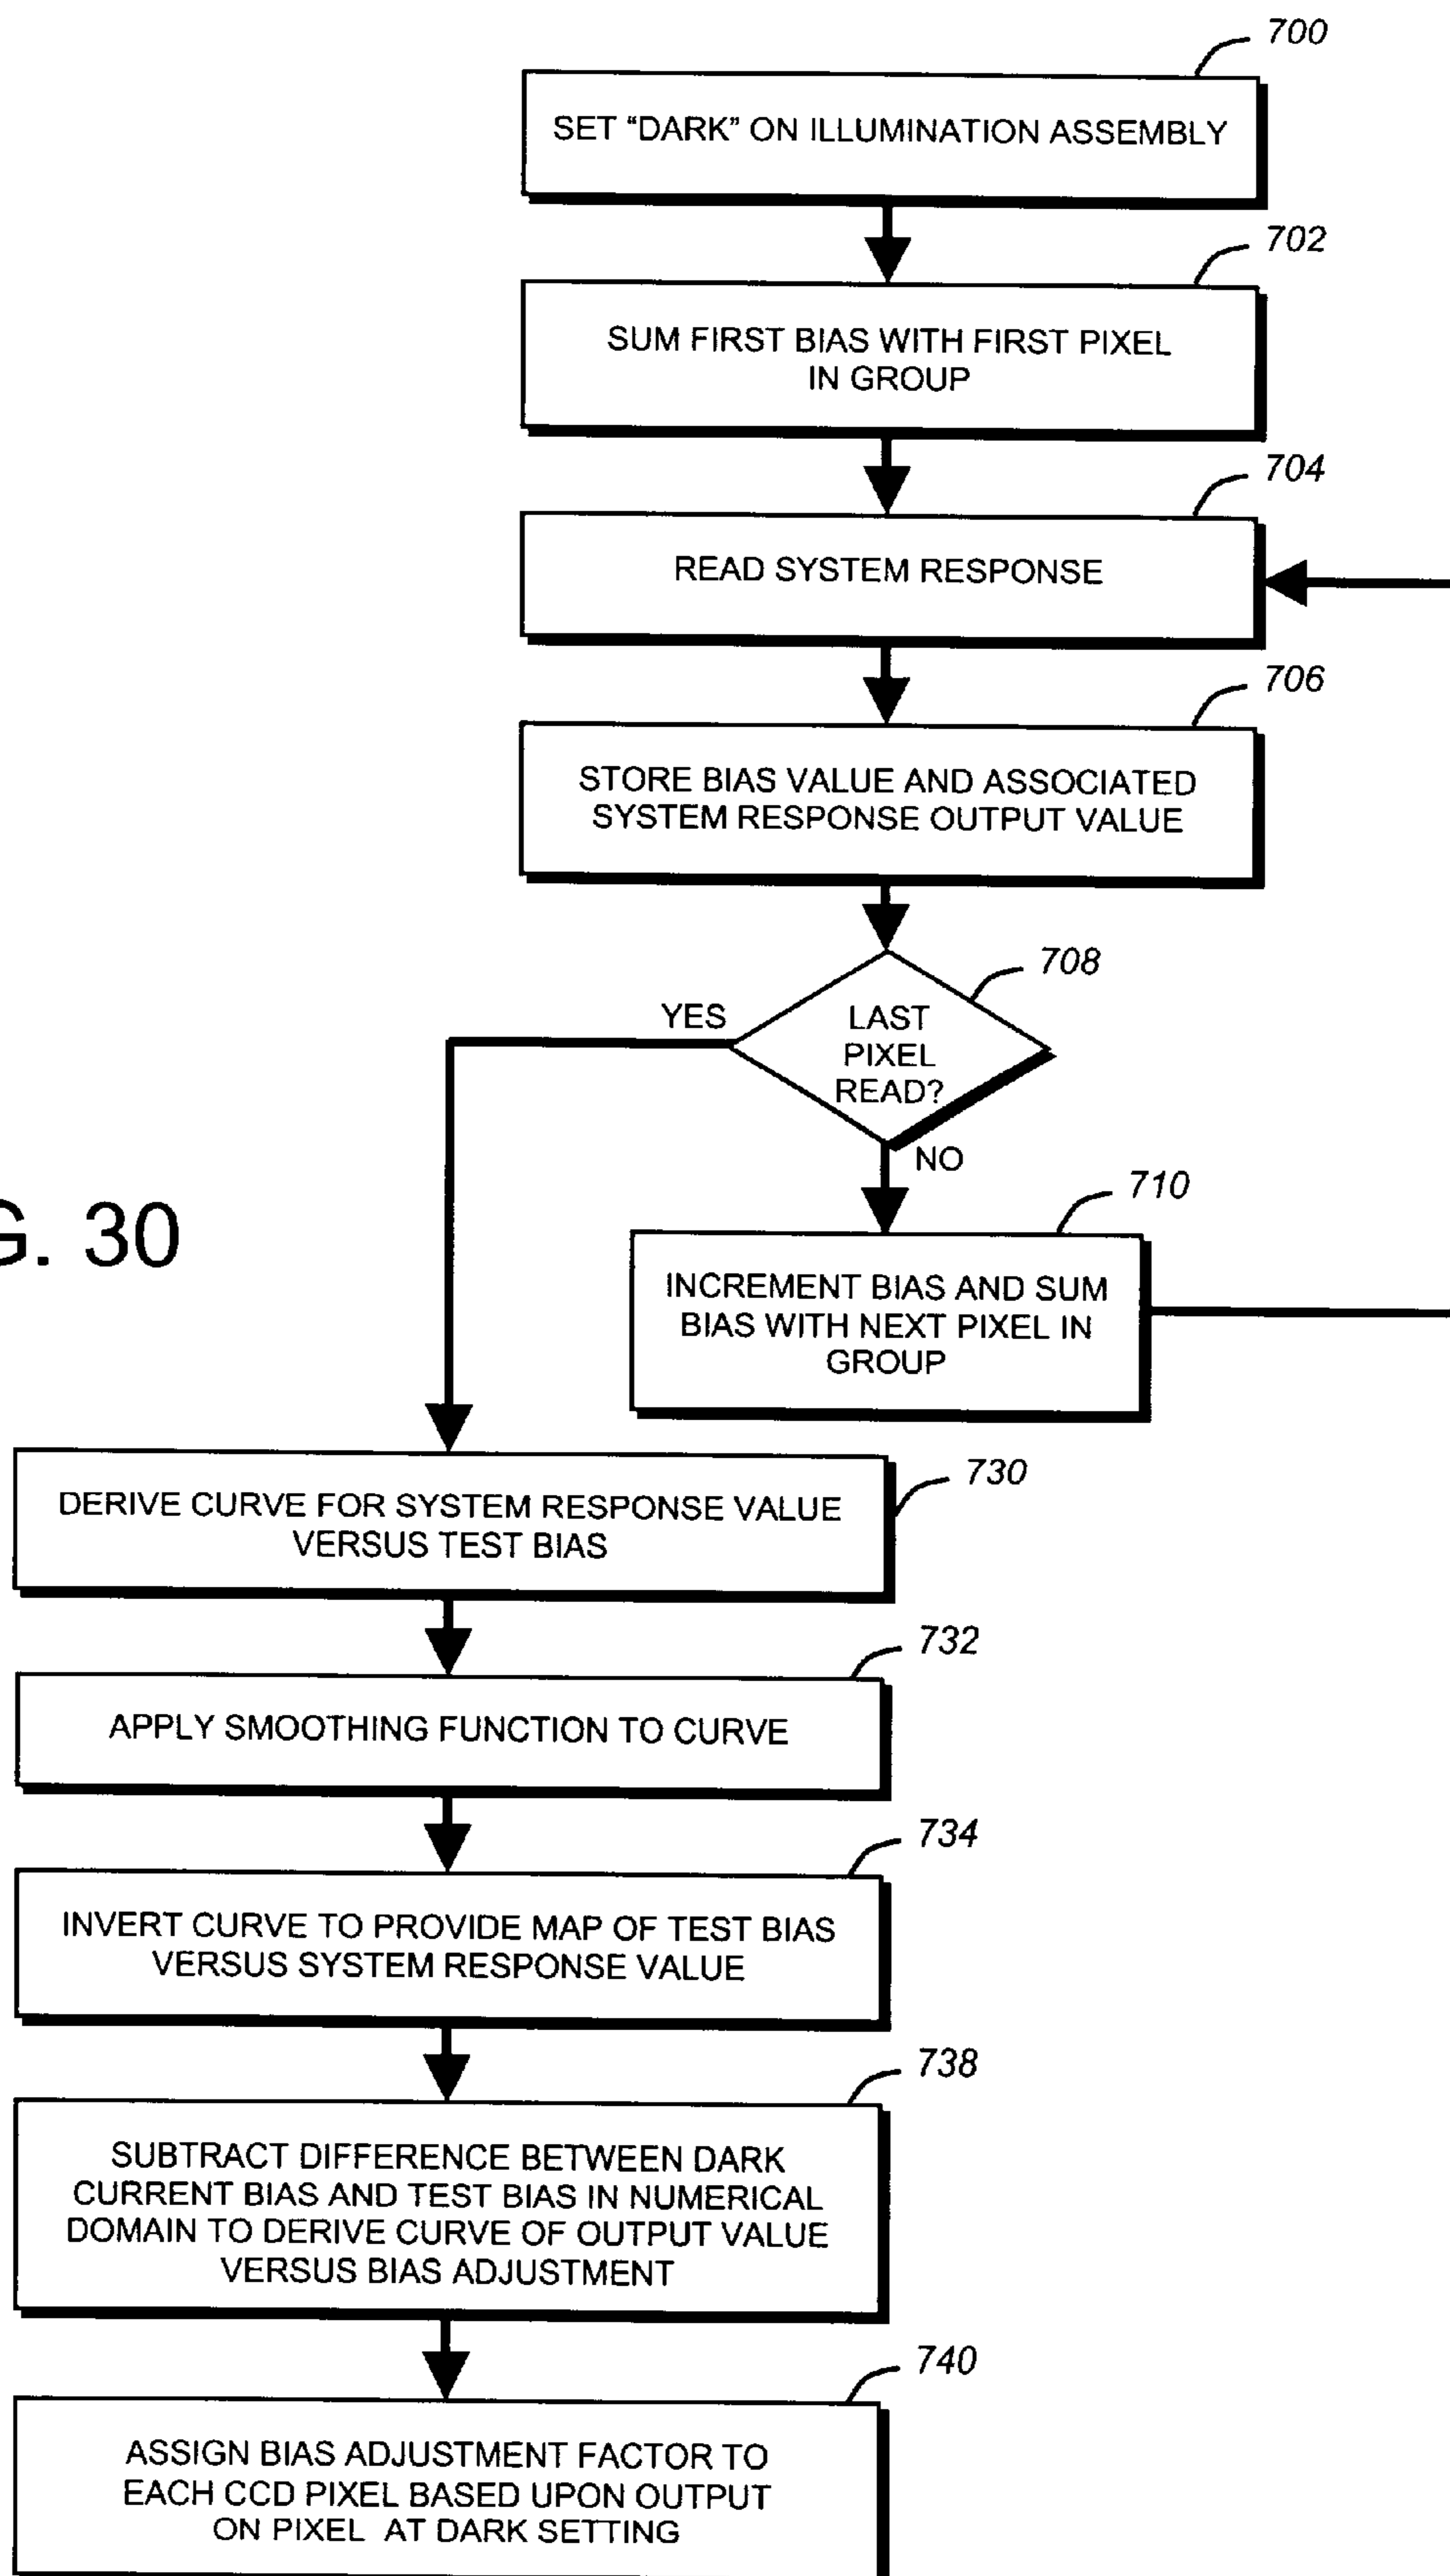 700
SET "DARK" ON ILLUMINATION ASSEMBLY
702
SUM FIRST BIAS WITH FIRST PIXEL
IN GROUP
704
READ SYSTEM RESPONSE
706
STORE BIAS VALUE AND ASSOCIATED
SYSTEM RESPONSE OUTPUT VALUE
708
YES
LAST
PIXEL
READ?
NO
710
G. 30
INCREMENT BIAS AND SUM
BIAS WITH NEXT PIXEL IN
GROUP
730
DERIVE CURVE FOR SYSTEM RESPONSE VALUE
VERSUS TEST BIAS
732
APPLY SMOOTHING FUNCTION TO CURVE
734
INVERT CURVE TO PROVIDE MAP OF TEST BIAS
VERSUS SYSTEM RESPONSE VALUE
738
SUBTRACT DIFFERENCE BETWEEN DARK
CURRENT BIAS AND TEST BIAS IN NUMERICAL
DOMAIN TO DERIVE CURVE OF OUTPUT VALUE
VERSUS BIAS ADJUSTMENT
740
ASSIGN BIAS ADJUSTMENT FACTOR TO
EACH CCD PIXEL BASED UPON OUTPUT
ON PIXEL AT DARK SETTING